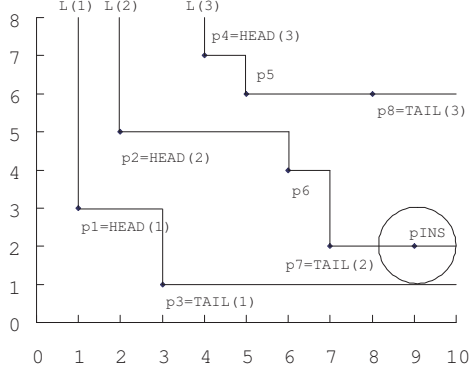 L(1) L(2) L(3)
8
p4=HEAD(3)
7
p5
6
p8=TAIL(3)
5
p2=HEAD(2)
4
p6
3
p1=HEAD(1)
pINS
2
p7=TAIL(2)
1
p3=TAIL(1)
0
0 1 2 3 4 5 6 7 8 9 10